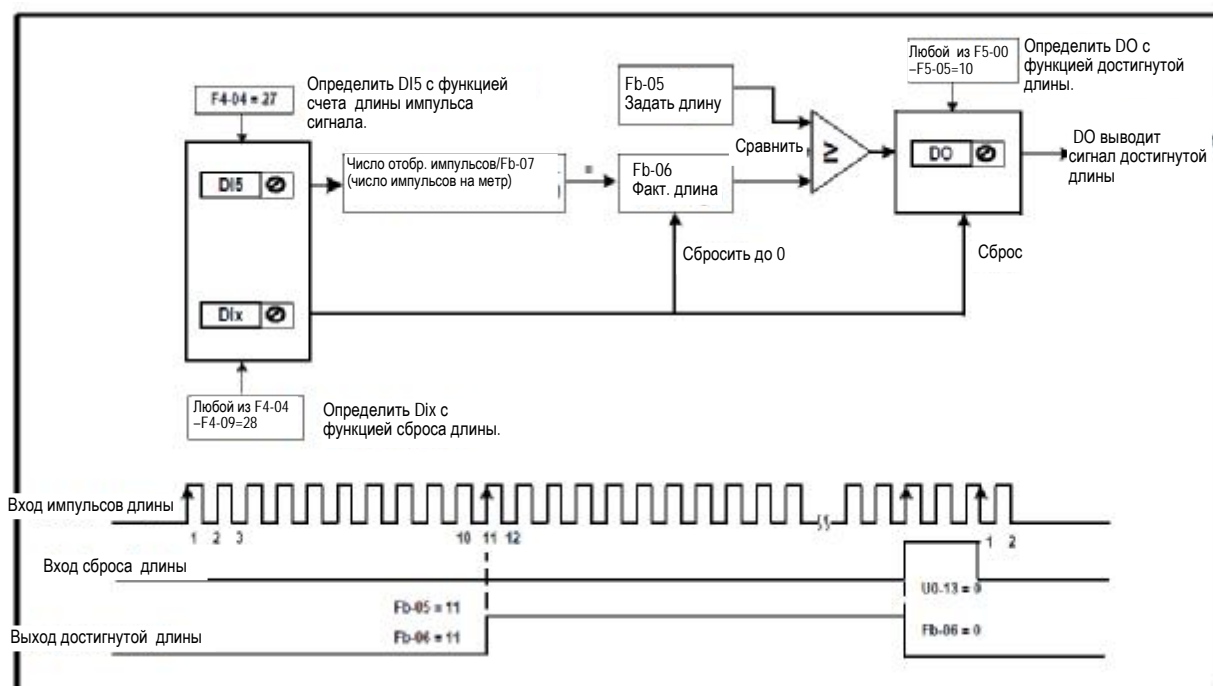 F4-04 = 27
Определить DI5 с функцией
счета длины импульса
сигнала.
Fb-05
Задать длину
Любой из F5-00
–F5-05=10
Определить DO с
функцией достигнутой
длины.
DI5
Число отобр. импульсов/Fb-07
(число импульсов на метр)
=
Fb-06
Факт. длина
Сравнить
≥
DO
DO выводит
сигнал достигнутой
длины
Сбросить до 0
Сброс
DIx
Любой из F4-04
–F4-09=28
Определить Dix с
функцией сброса длины.
Вход импульсов длины
1 2 3 10 11 12 1 2
Вход сброса длины
U0-13 = 0
Fb-05 = 11
Fb-06 = 11
Выход достигнутой длины
Fb-06 = 0